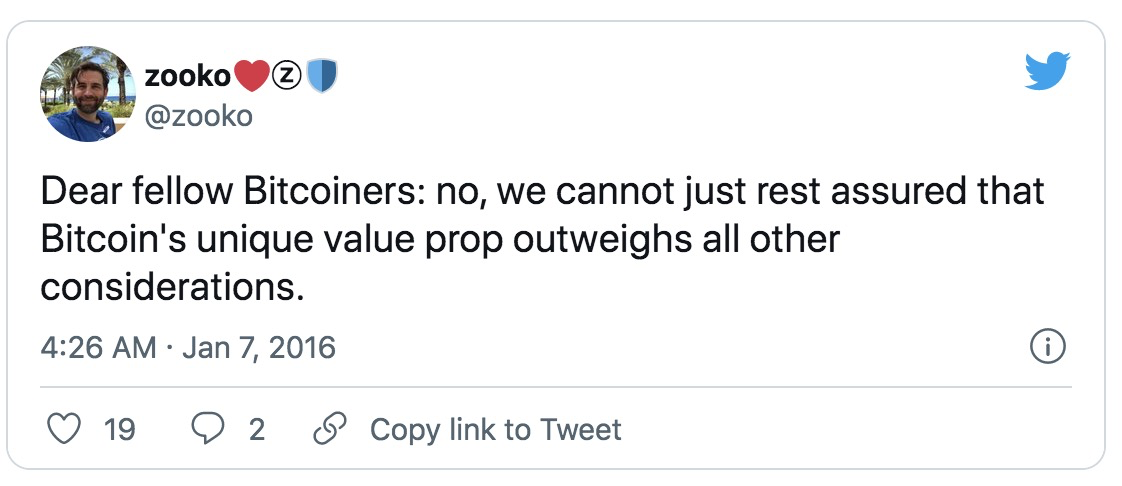 zooko❤️ⓩ🛡️
@zooko
Dear fellow Bitcoiners: no, we cannot just rest assured that
Bitcoin's unique value prop outweighs all other
considerations.
4:26 AM · Jan 7, 2016
19 2 Copy link to Tweet